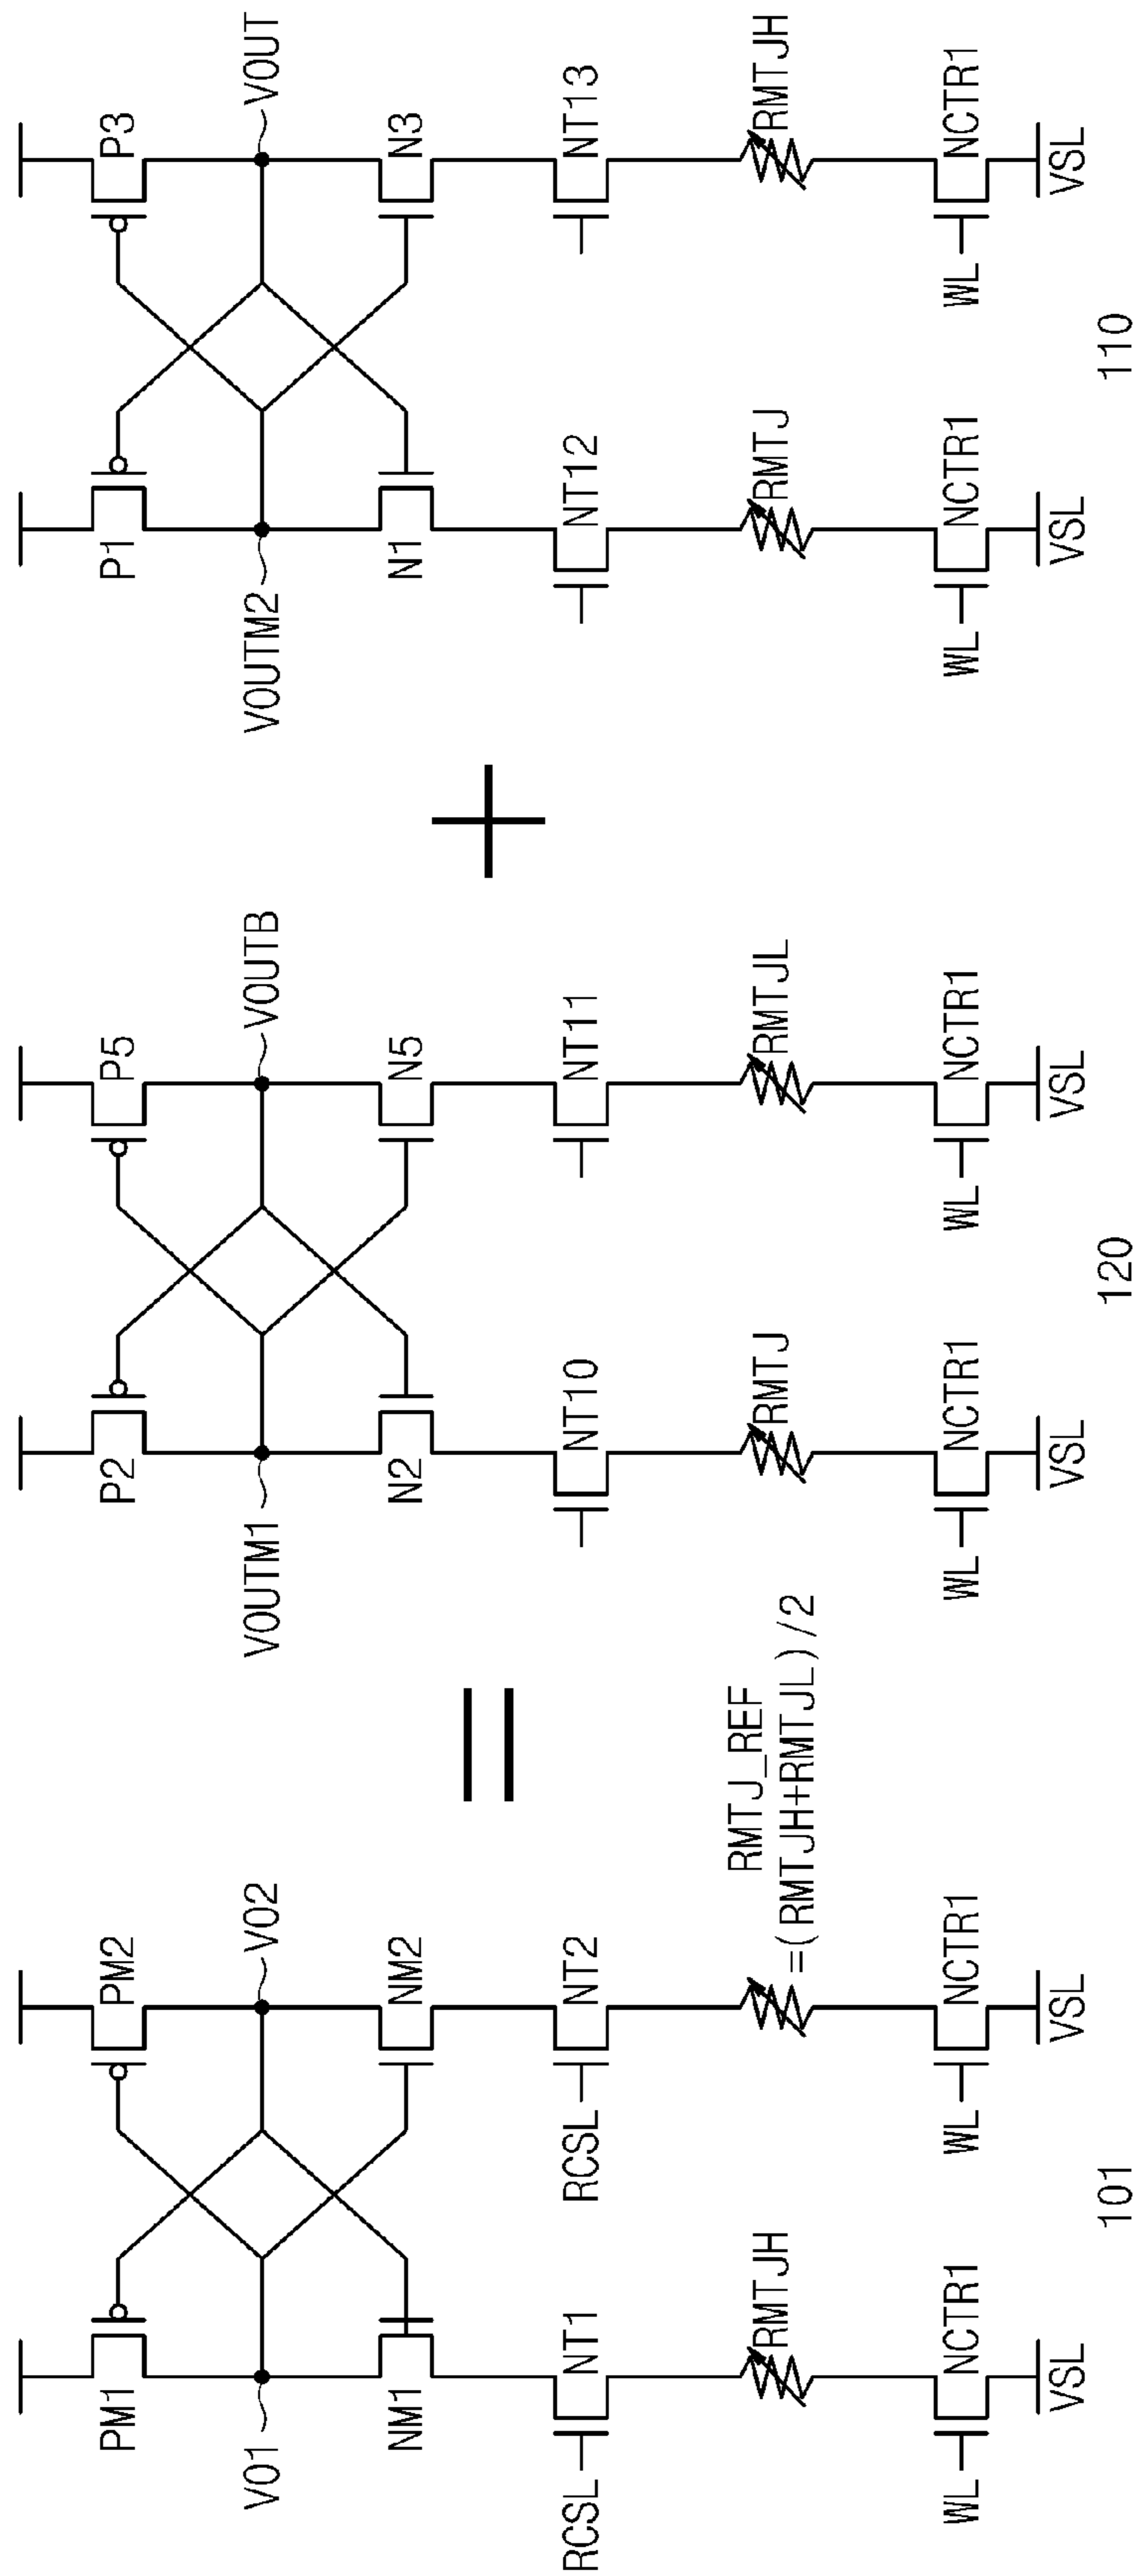 PM1
PM2
VO1
VO2
NM1
NM2
RCSL
NT1
RCSL
NT2
RMTJH
RMTJ_REF
=(RMTJH+RMTJL)/2
WL
NCTR1
WL
NCTR1
VSL
VSL
101
P2
P5
VOUTM1
VOUTB
N2
N5
NT10
NT11
RMTJ
RMTJL
WL
NCTR1
WL
NCTR1
VSL
VSL
120
P1
P3
VOUTM2
VOUT
N1
N3
NT12
NT13
RMTJ
RMTJH
WL
NCTR1
WL
NCTR1
VSL
VSL
110